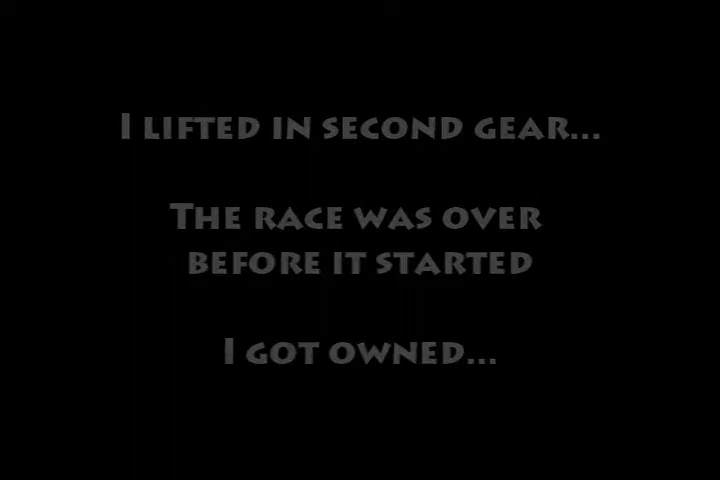 I lifted in second gear...
The race was over
before it started
I got owned...